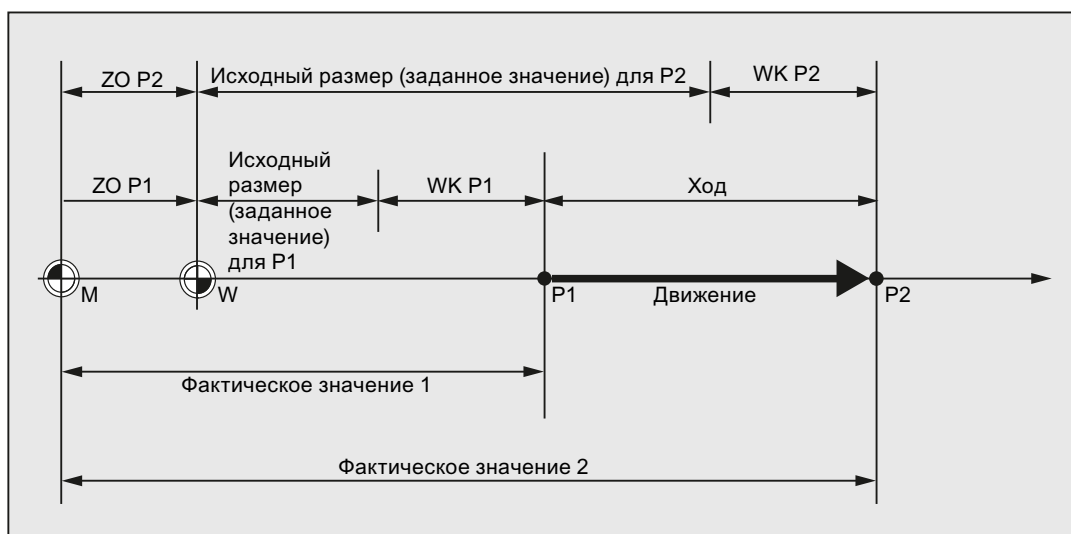 ZO P2
Исходный размер (заданное значение) для P2
WK P2
ZO P1
Исходный
размер
(заданное
значение)
для P1
WK P1
Ход
M
W
P1
Движение
P2
Фактическое значение 1
Фактическое значение 2